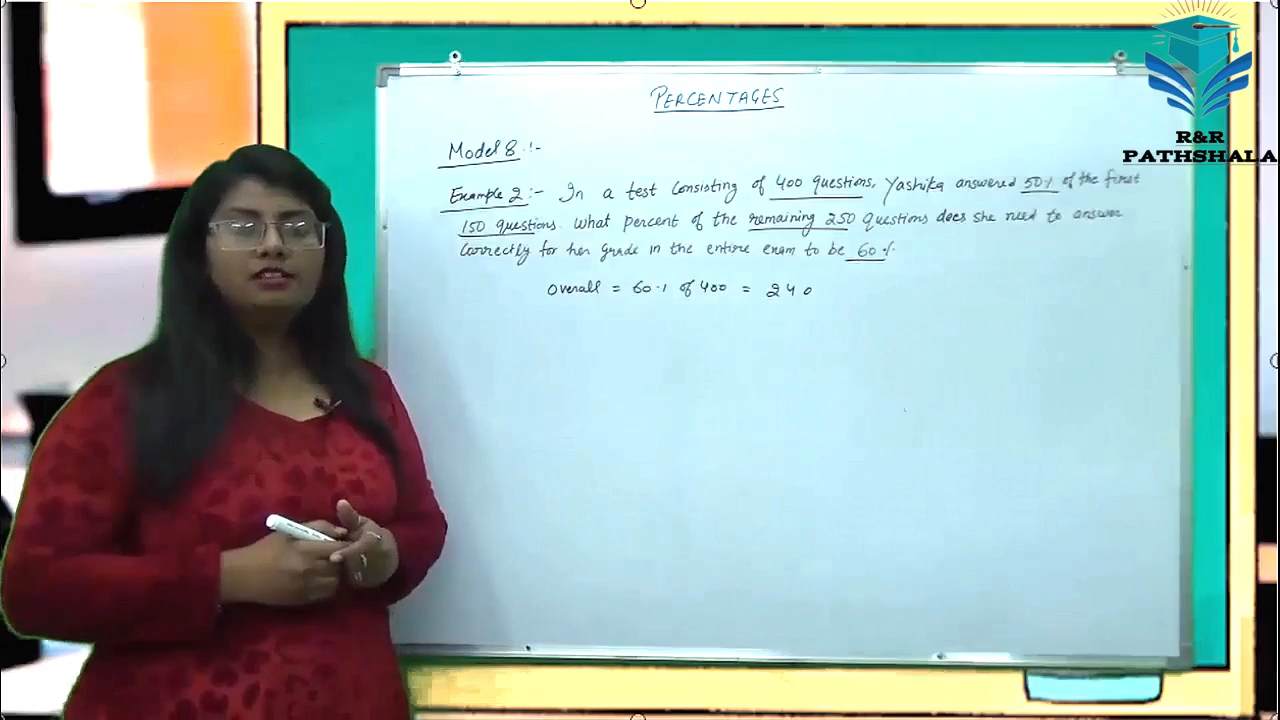 R&R
PATHSHALA
PERCENTAGES
Model 8 :-
Example 2 :- In a test consisting of 400 questions, Yashika answered 50% of the first
150 questions. What percent of the remaining 250 questions does she need to answer
correctly for her grade in the entire exam to be 60%.
Overall = 60% of 400 = 240